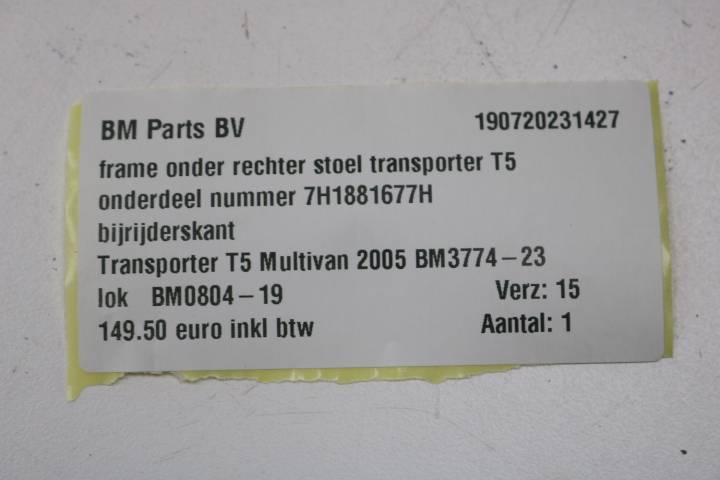 BM Parts BV 190720231427
frame onder rechter stoel transporter T5
onderdeel nummer 7H1881677H
bijrijderskant
Transporter T5 Multivan 2005 BM3774-23
lok BM0804-19 Verz: 15
149.50 euro inkl btw Aantal: 1